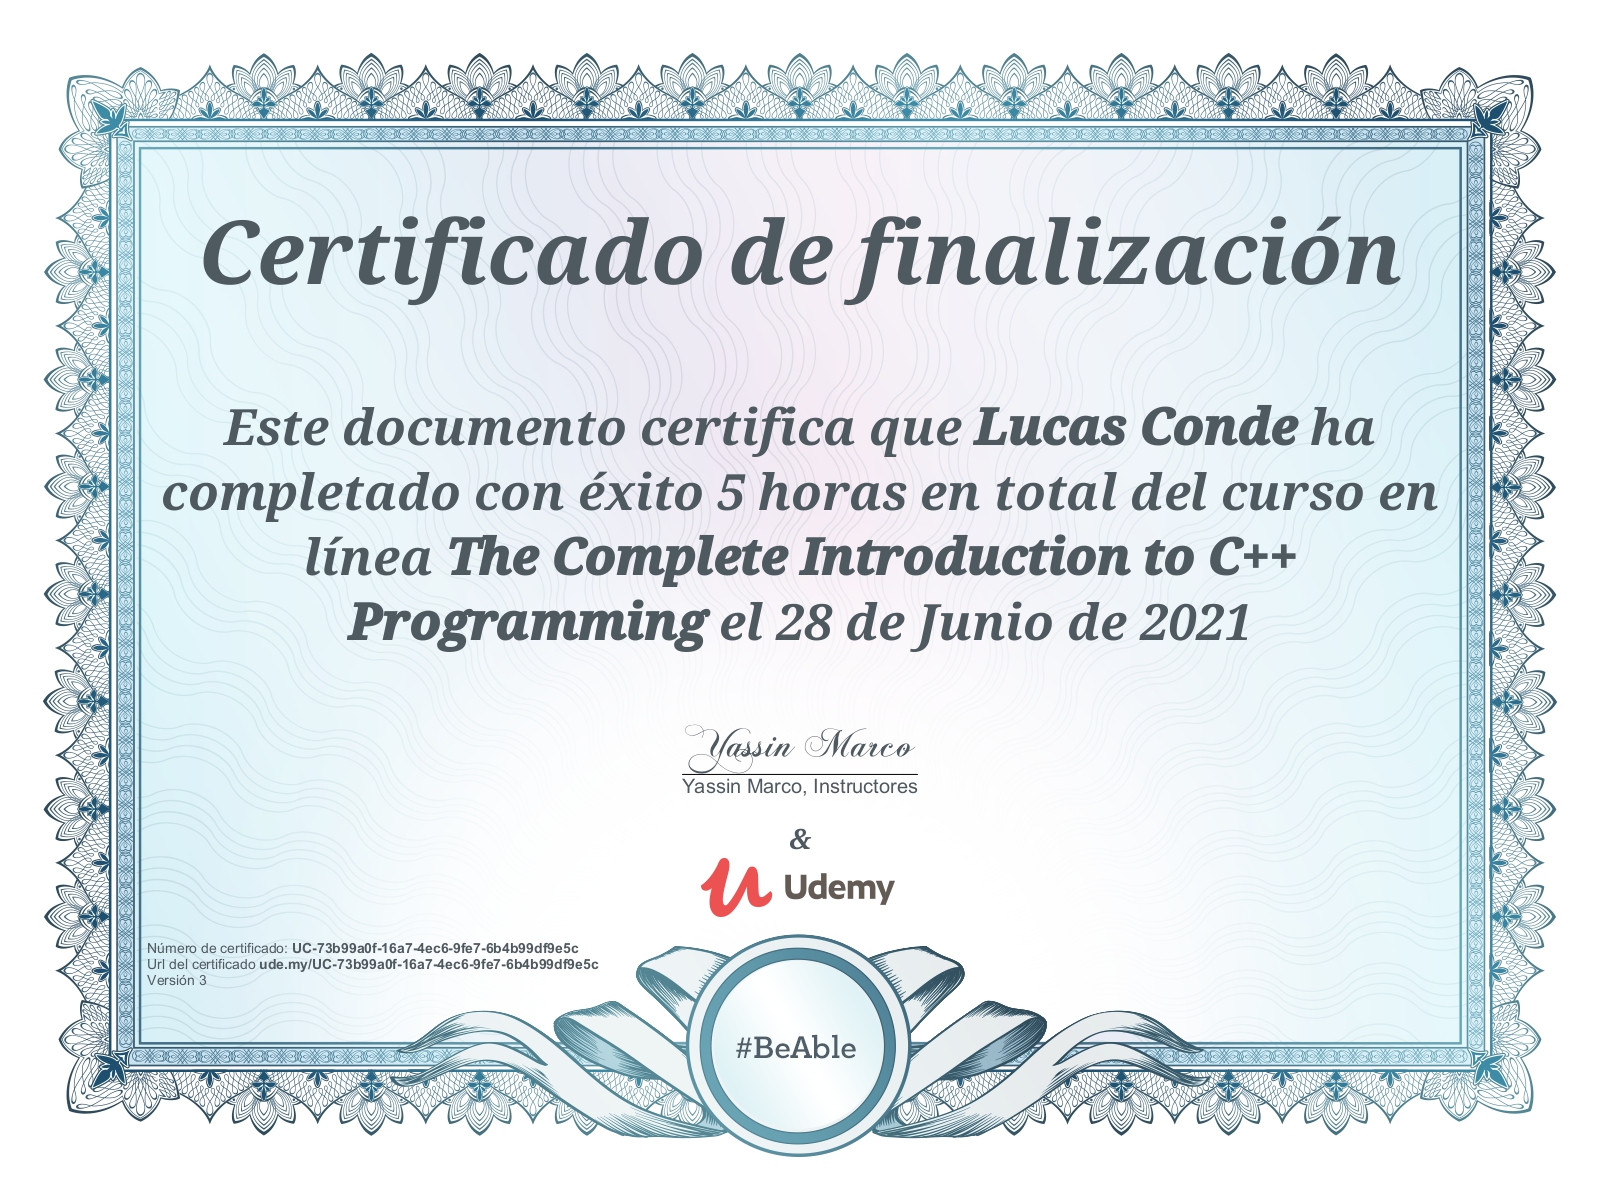 Certificado de finalización
Este documento certifica que Lucas Conde ha
completado con éxito 5 horas en total del curso en
línea The Complete Introduction to C++
Programming el 28 de Junio de 2021
Yassin Marco
Yassin Marco, Instructores
&
Udemy
Número de certificado: UC-73b99a0f-16a7-4ec6-9fe7-6b4b99df9e5c
Url del certificado ude.my/UC-73b99a0f-16a7-4ec6-9fe7-6b4b99df9e5c
Versión 3
#BeAble